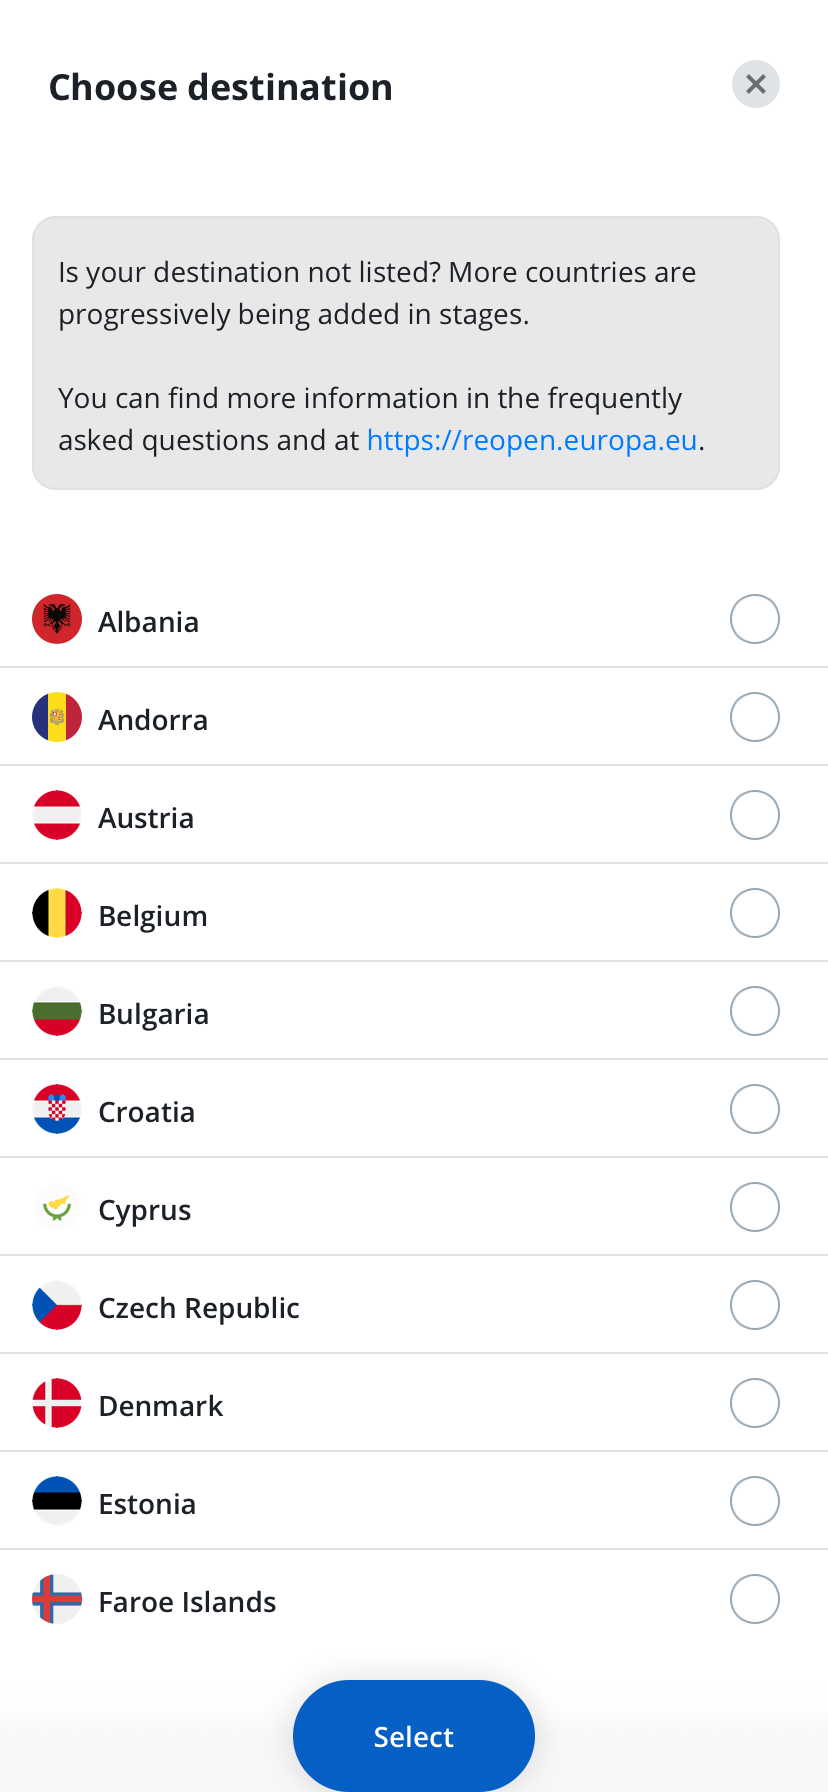 Choose destination
Is your destination not listed? More countries are
progressively being added in stages.
You can find more information in the frequently
asked questions and at https://reopen.europa.eu.
Albania
Andorra
Austria
Belgium
Bulgaria
Croatia
Cyprus
Czech Republic
Denmark
Estonia
Faroe Islands
Select